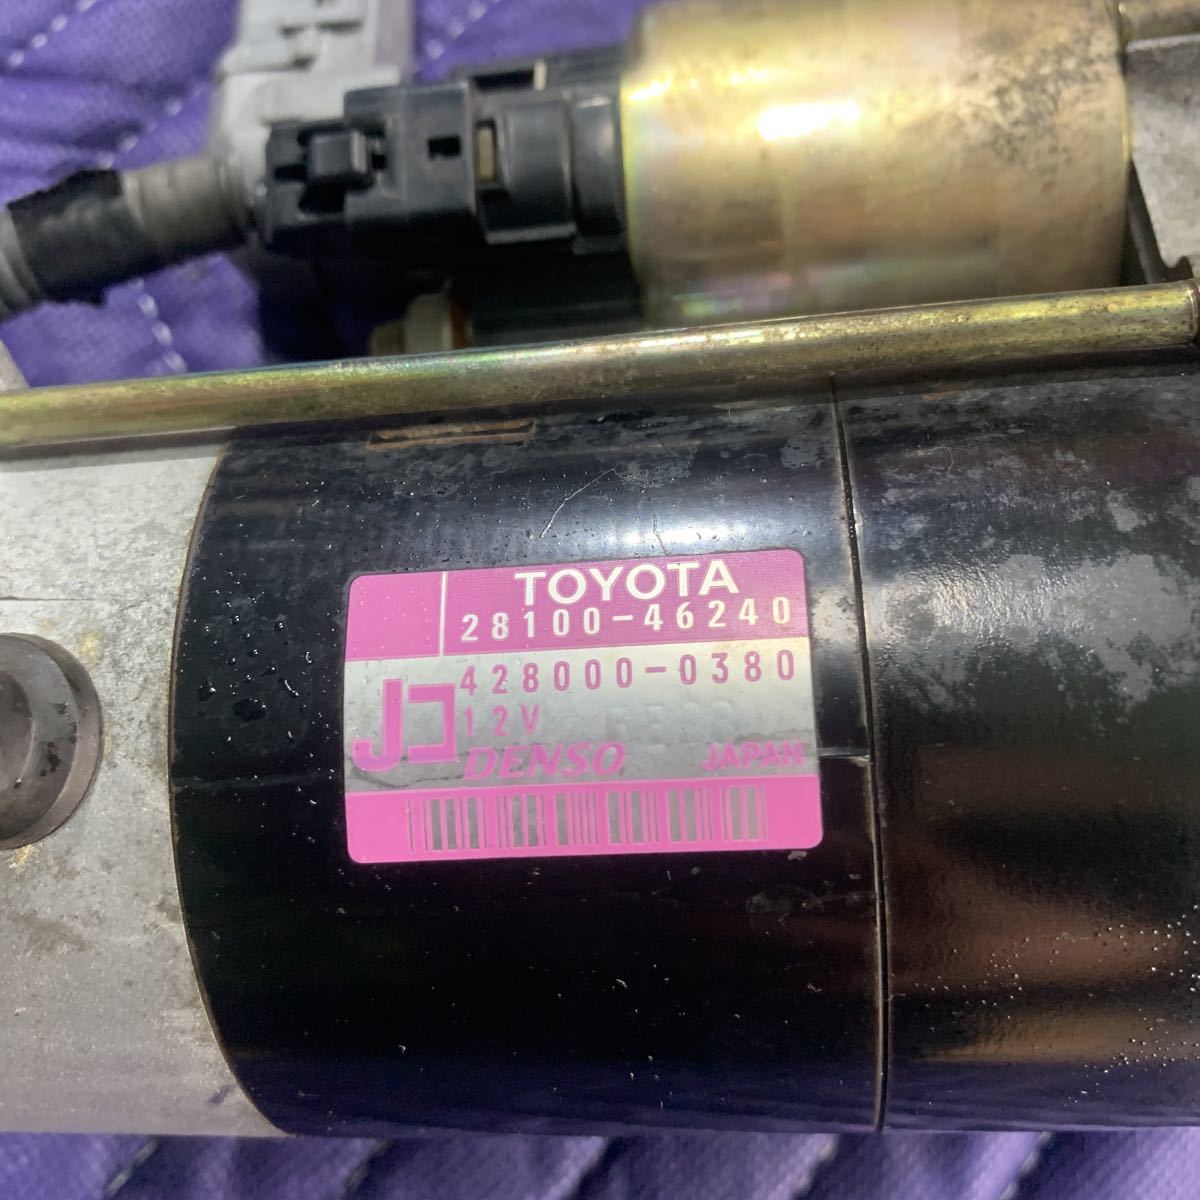 TOYOTA
28100-46240
428000-0380
12V
DENSO JAPAN